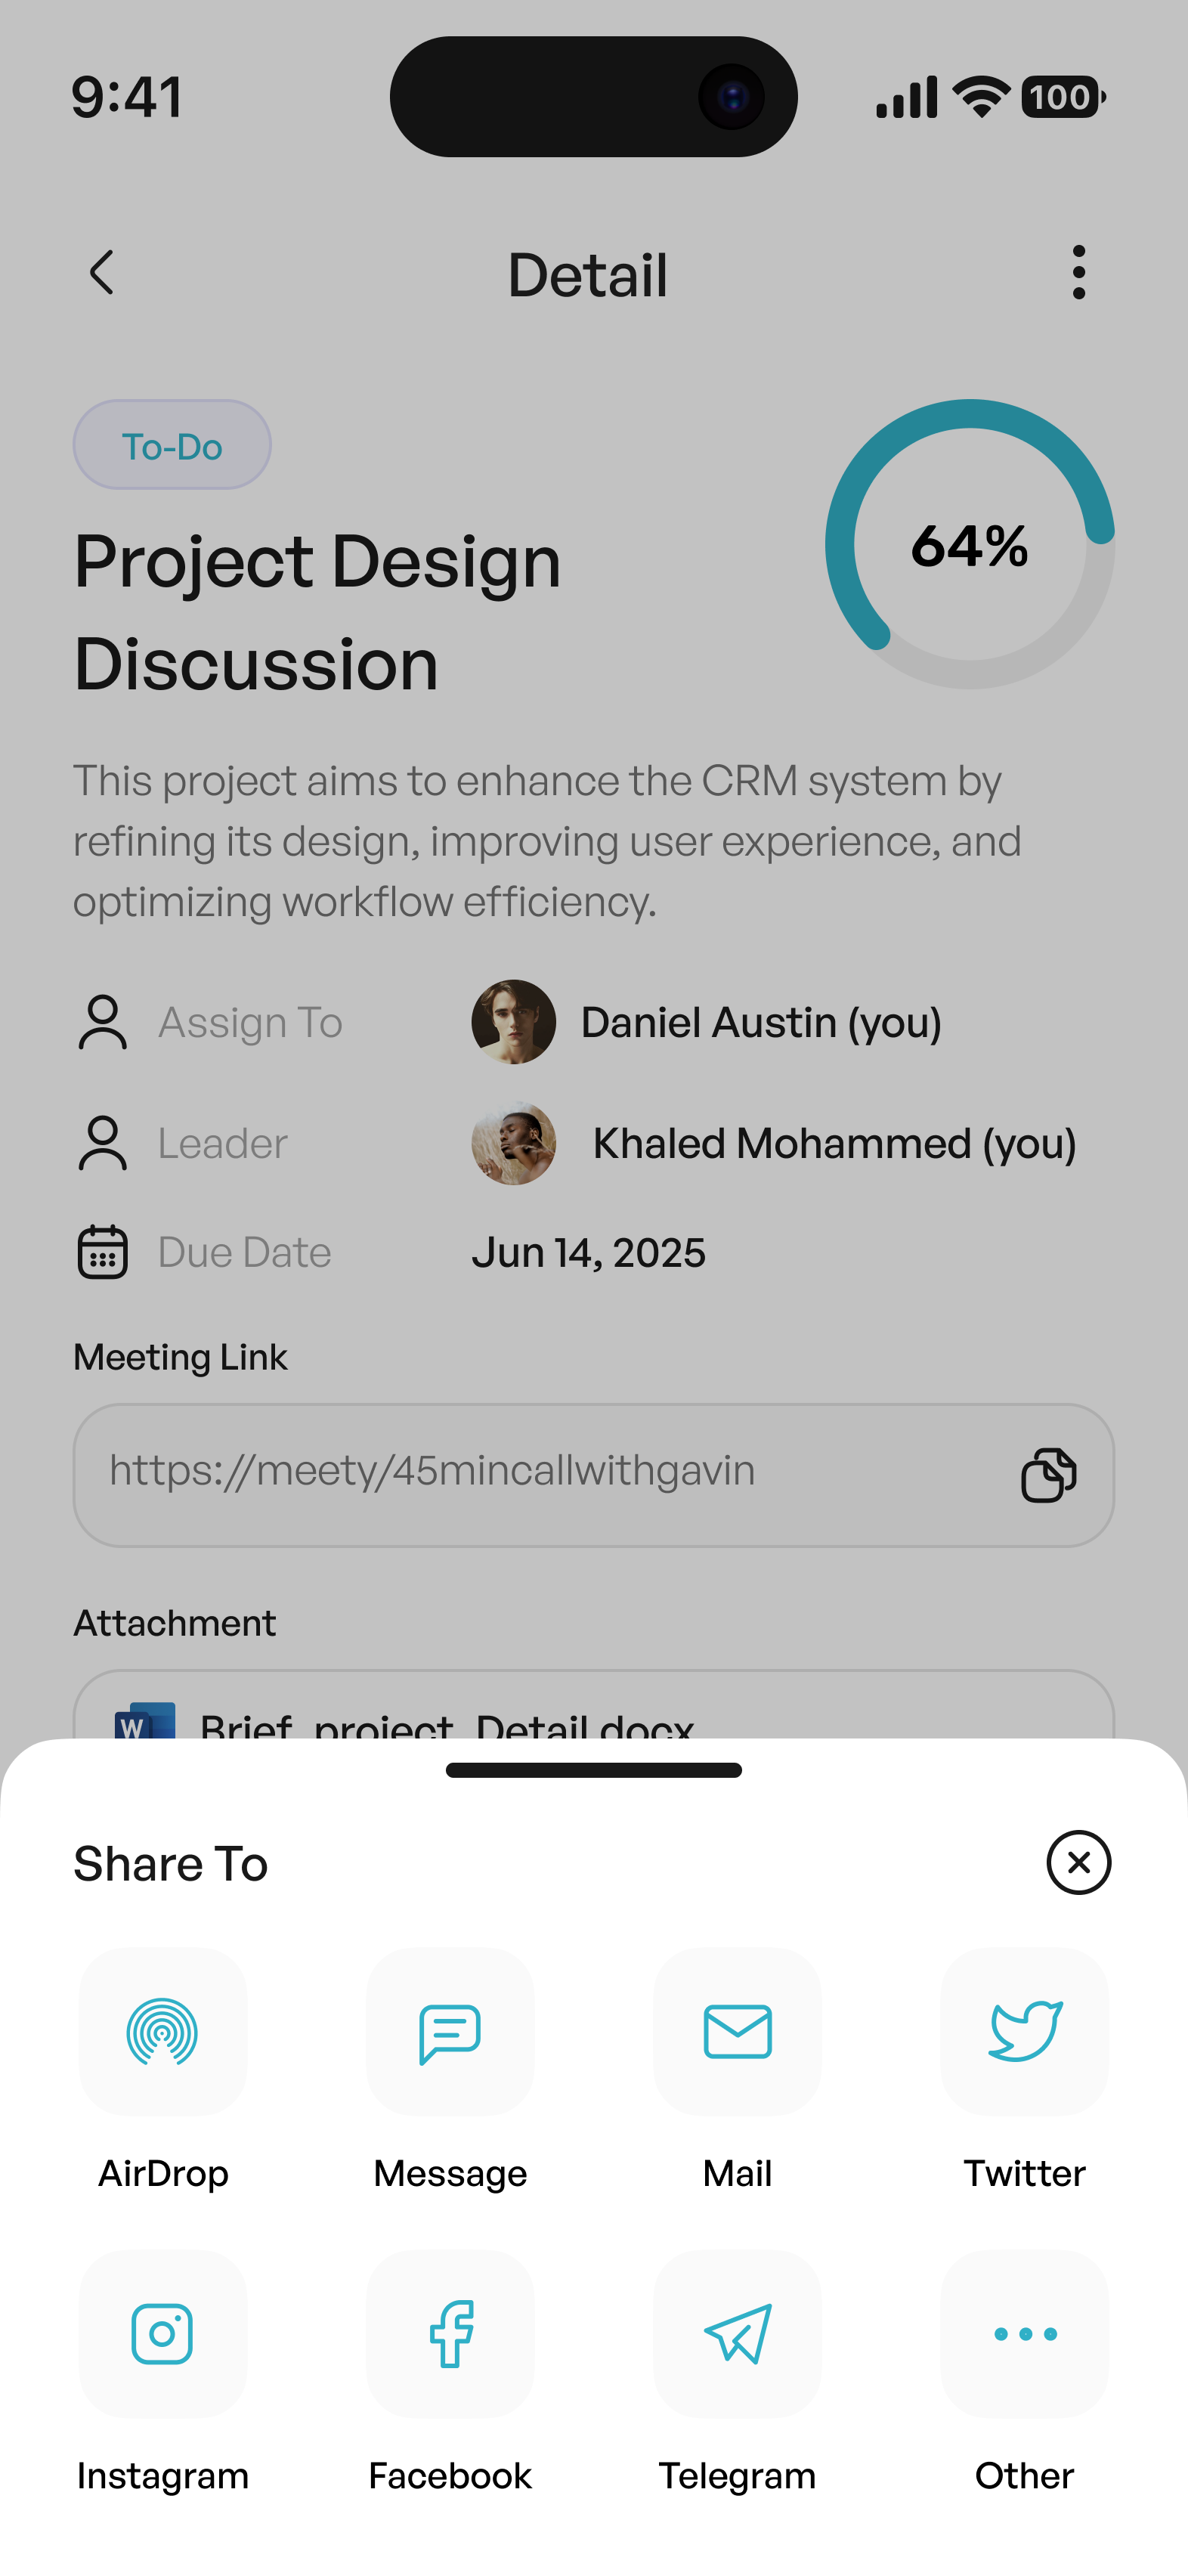 9:41
100
Detail
To-Do
64%
Project Design
Discussion
This project aims to enhance the CRM system by
refining its design, improving user experience, and
optimizing workflow efficiency.
Assign To
Daniel Austin (you)
Leader
Khaled Mohammed (you)
Due Date
Jun 14, 2025
Meeting Link
https://meety/45mincallwithgavin
Attachment
W
Brief_project_Detail.docx
Share To
AirDrop
Message
Mail
Twitter
Instagram
Facebook
Telegram
Other